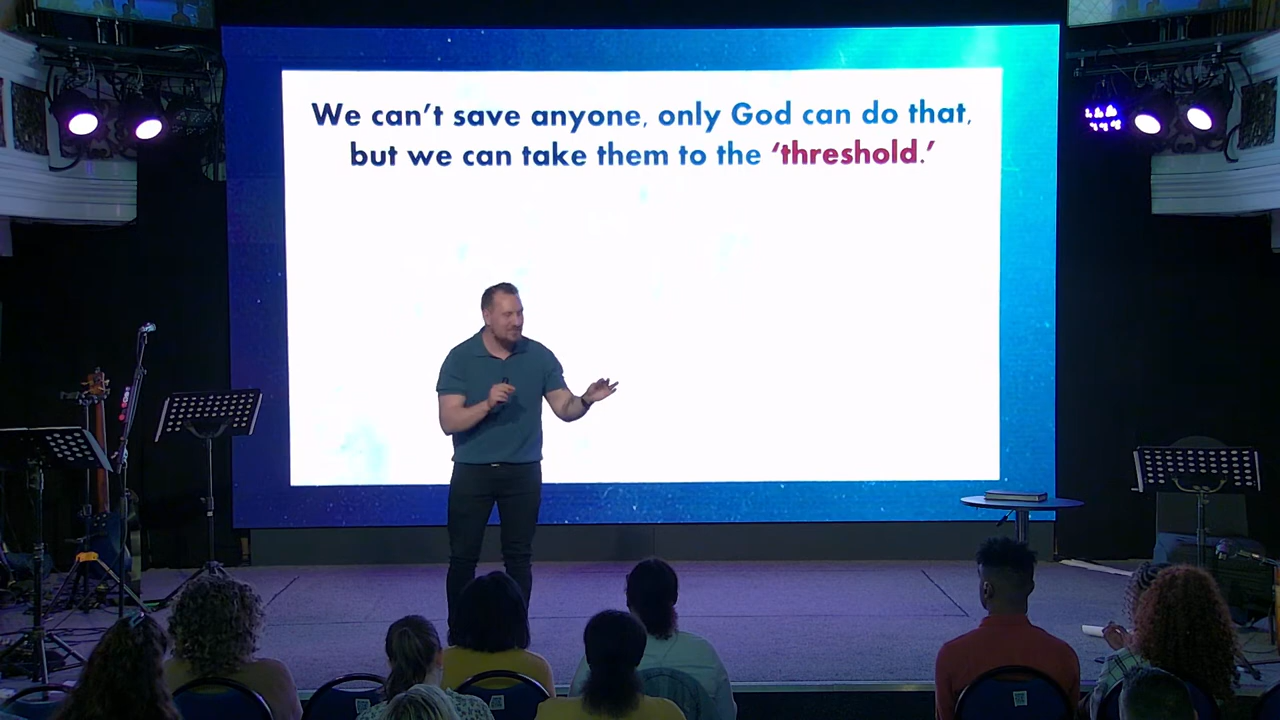 We can't save anyone, only God can do that,
but we can take them to the 'threshold.'